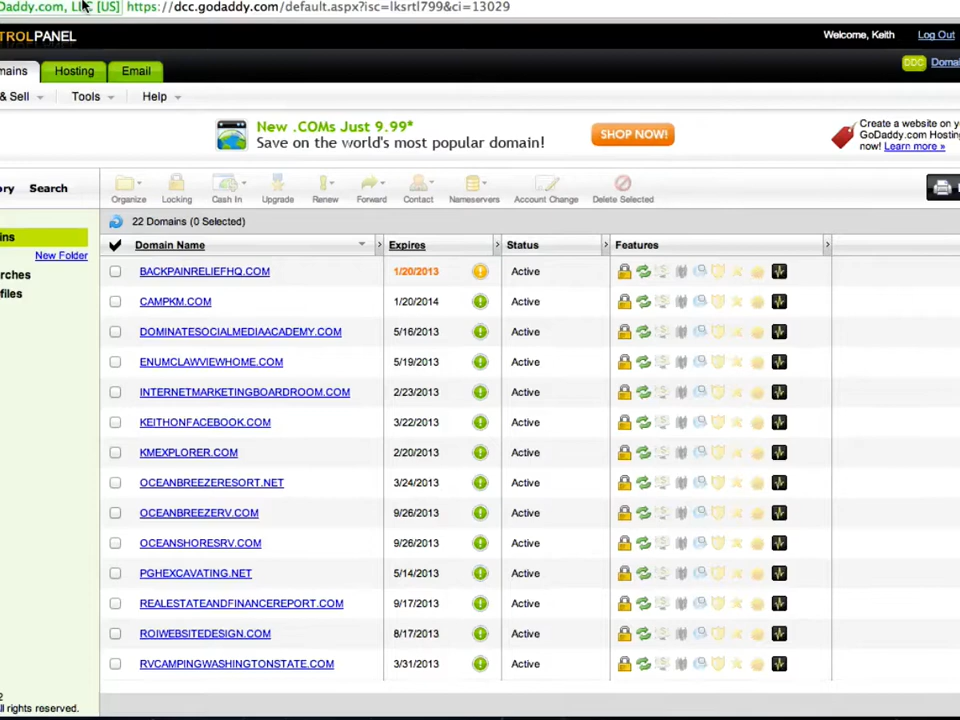 Daddy.com, LLC [US] https://dcc.godaddy.com/default.aspx?isc=lksrtl799&ci=13029
TROLPANEL Welcome, Keith Log Out
mains Hosting Email DDC Domai
& Sell Tools Help
New .COMs Just 9.99*
Save on the world's most popular domain!
SHOP NOW!
Create a website on y
GoDaddy.com Hosting
now! Learn more »
ory Search
Organize Locking Cash In Upgrade Renew Forward Contact Nameservers Account Change Delete Selected
22 Domains (0 Selected)
ins
New Folder
rches
files
Domain Name Expires Status Features
BACKPAINRELIEFHQ.COM 1/20/2013 Active
CAMPKM.COM 1/20/2014 Active
DOMINATESOCIALMEDIAACADEMY.COM 5/16/2013 Active
ENUMCLAWVIEWHOME.COM 5/19/2013 Active
INTERNETMARKETINGBOARDROOM.COM 2/23/2013 Active
KEITHONFACEBOOK.COM 3/22/2013 Active
KMEXPLORER.COM 2/20/2013 Active
OCEANBREEZERESORT.NET 3/24/2013 Active
OCEANBREEZERV.COM 9/26/2013 Active
OCEANSHORESRV.COM 9/26/2013 Active
PGHEXCAVATING.NET 5/14/2013 Active
REALESTATEANDFINANCEREPORT.COM 9/17/2013 Active
ROIWEBSITEDESIGN.COM 8/17/2013 Active
RVCAMPINGWASHINGTONSTATE.COM 3/31/2013 Active
2
ll rights reserved.